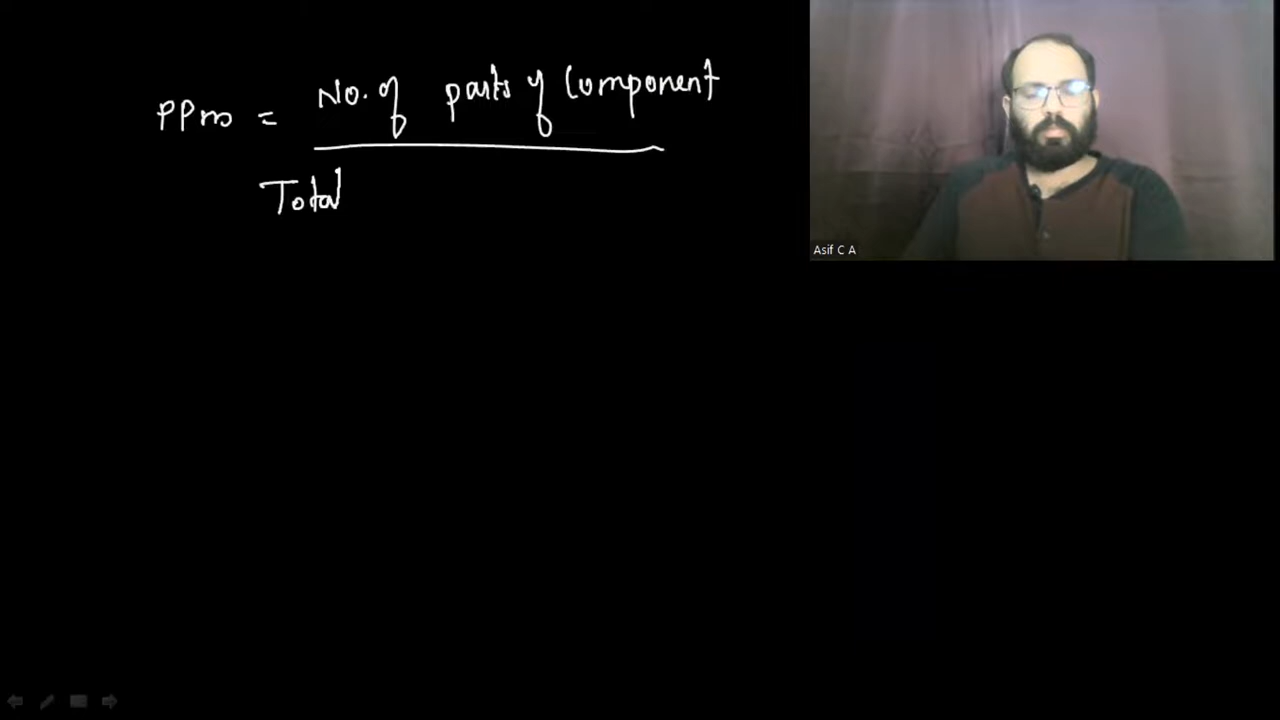 PPm = No. of parts of Component
Total
Asif C A